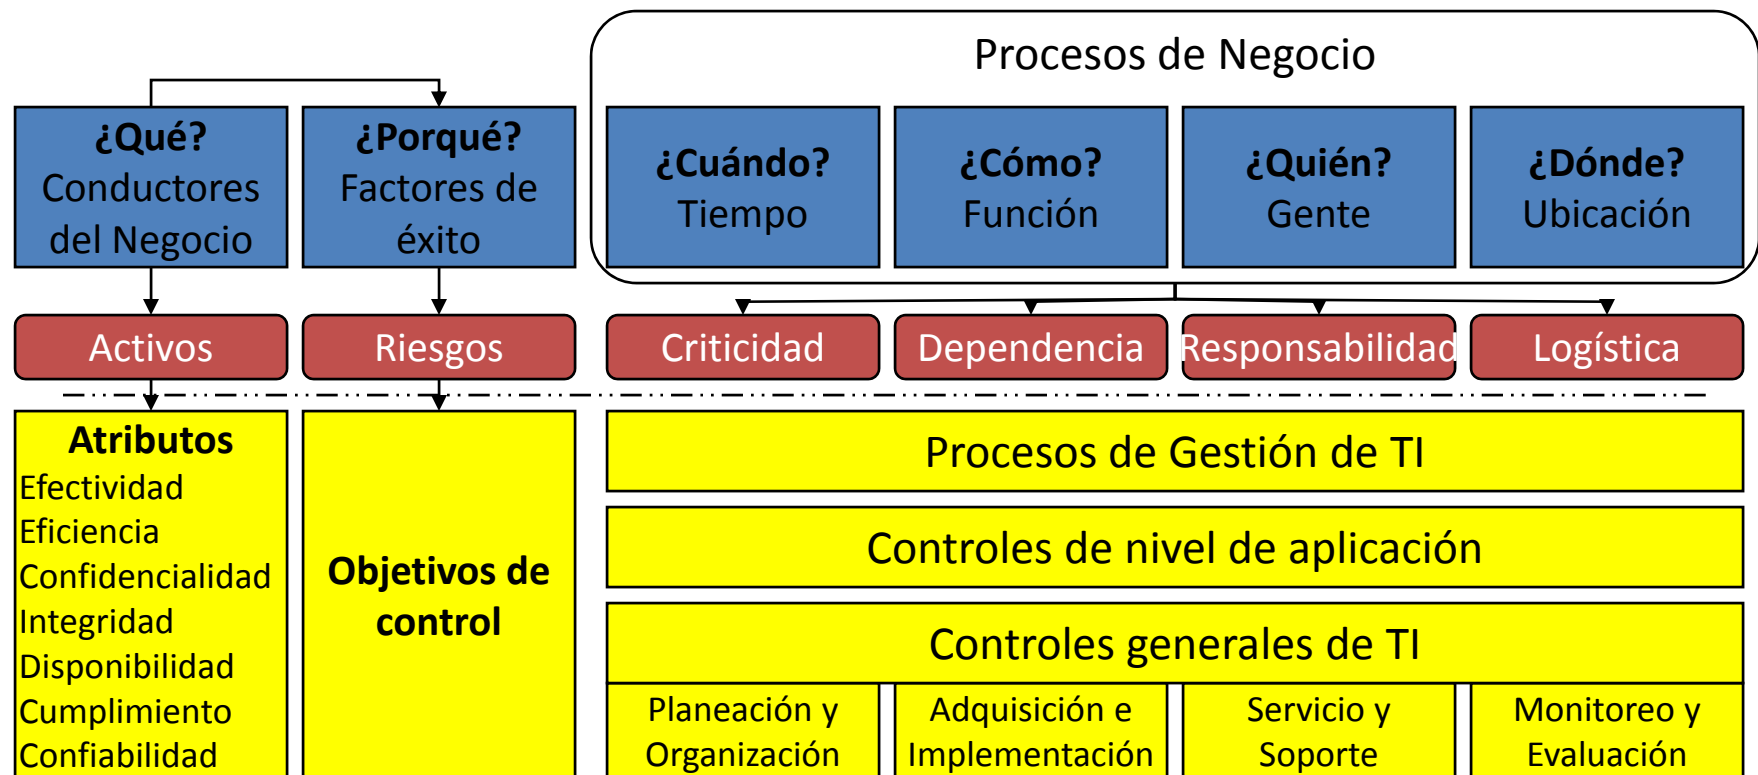 Procesos de Negocio
¿Qué?
Conductores
del Negocio
¿Porqué?
Factores de
éxito
¿Cuándo?
Tiempo
¿Cómo?
Función
¿Quién?
Gente
¿Dónde?
Ubicación
Activos
Riesgos
Criticidad
Dependencia
Responsabilidad
Logística
Atributos
Efectividad
Eficiencia
Confidencialidad
Integridad
Disponibilidad
Cumplimiento
Confiabilidad
Objetivos de
control
Procesos de Gestión de TI
Controles de nivel de aplicación
Controles generales de TI
Planeación y
Organización
Adquisición e
Implementación
Servicio y
Soporte
Monitoreo y
Evaluación